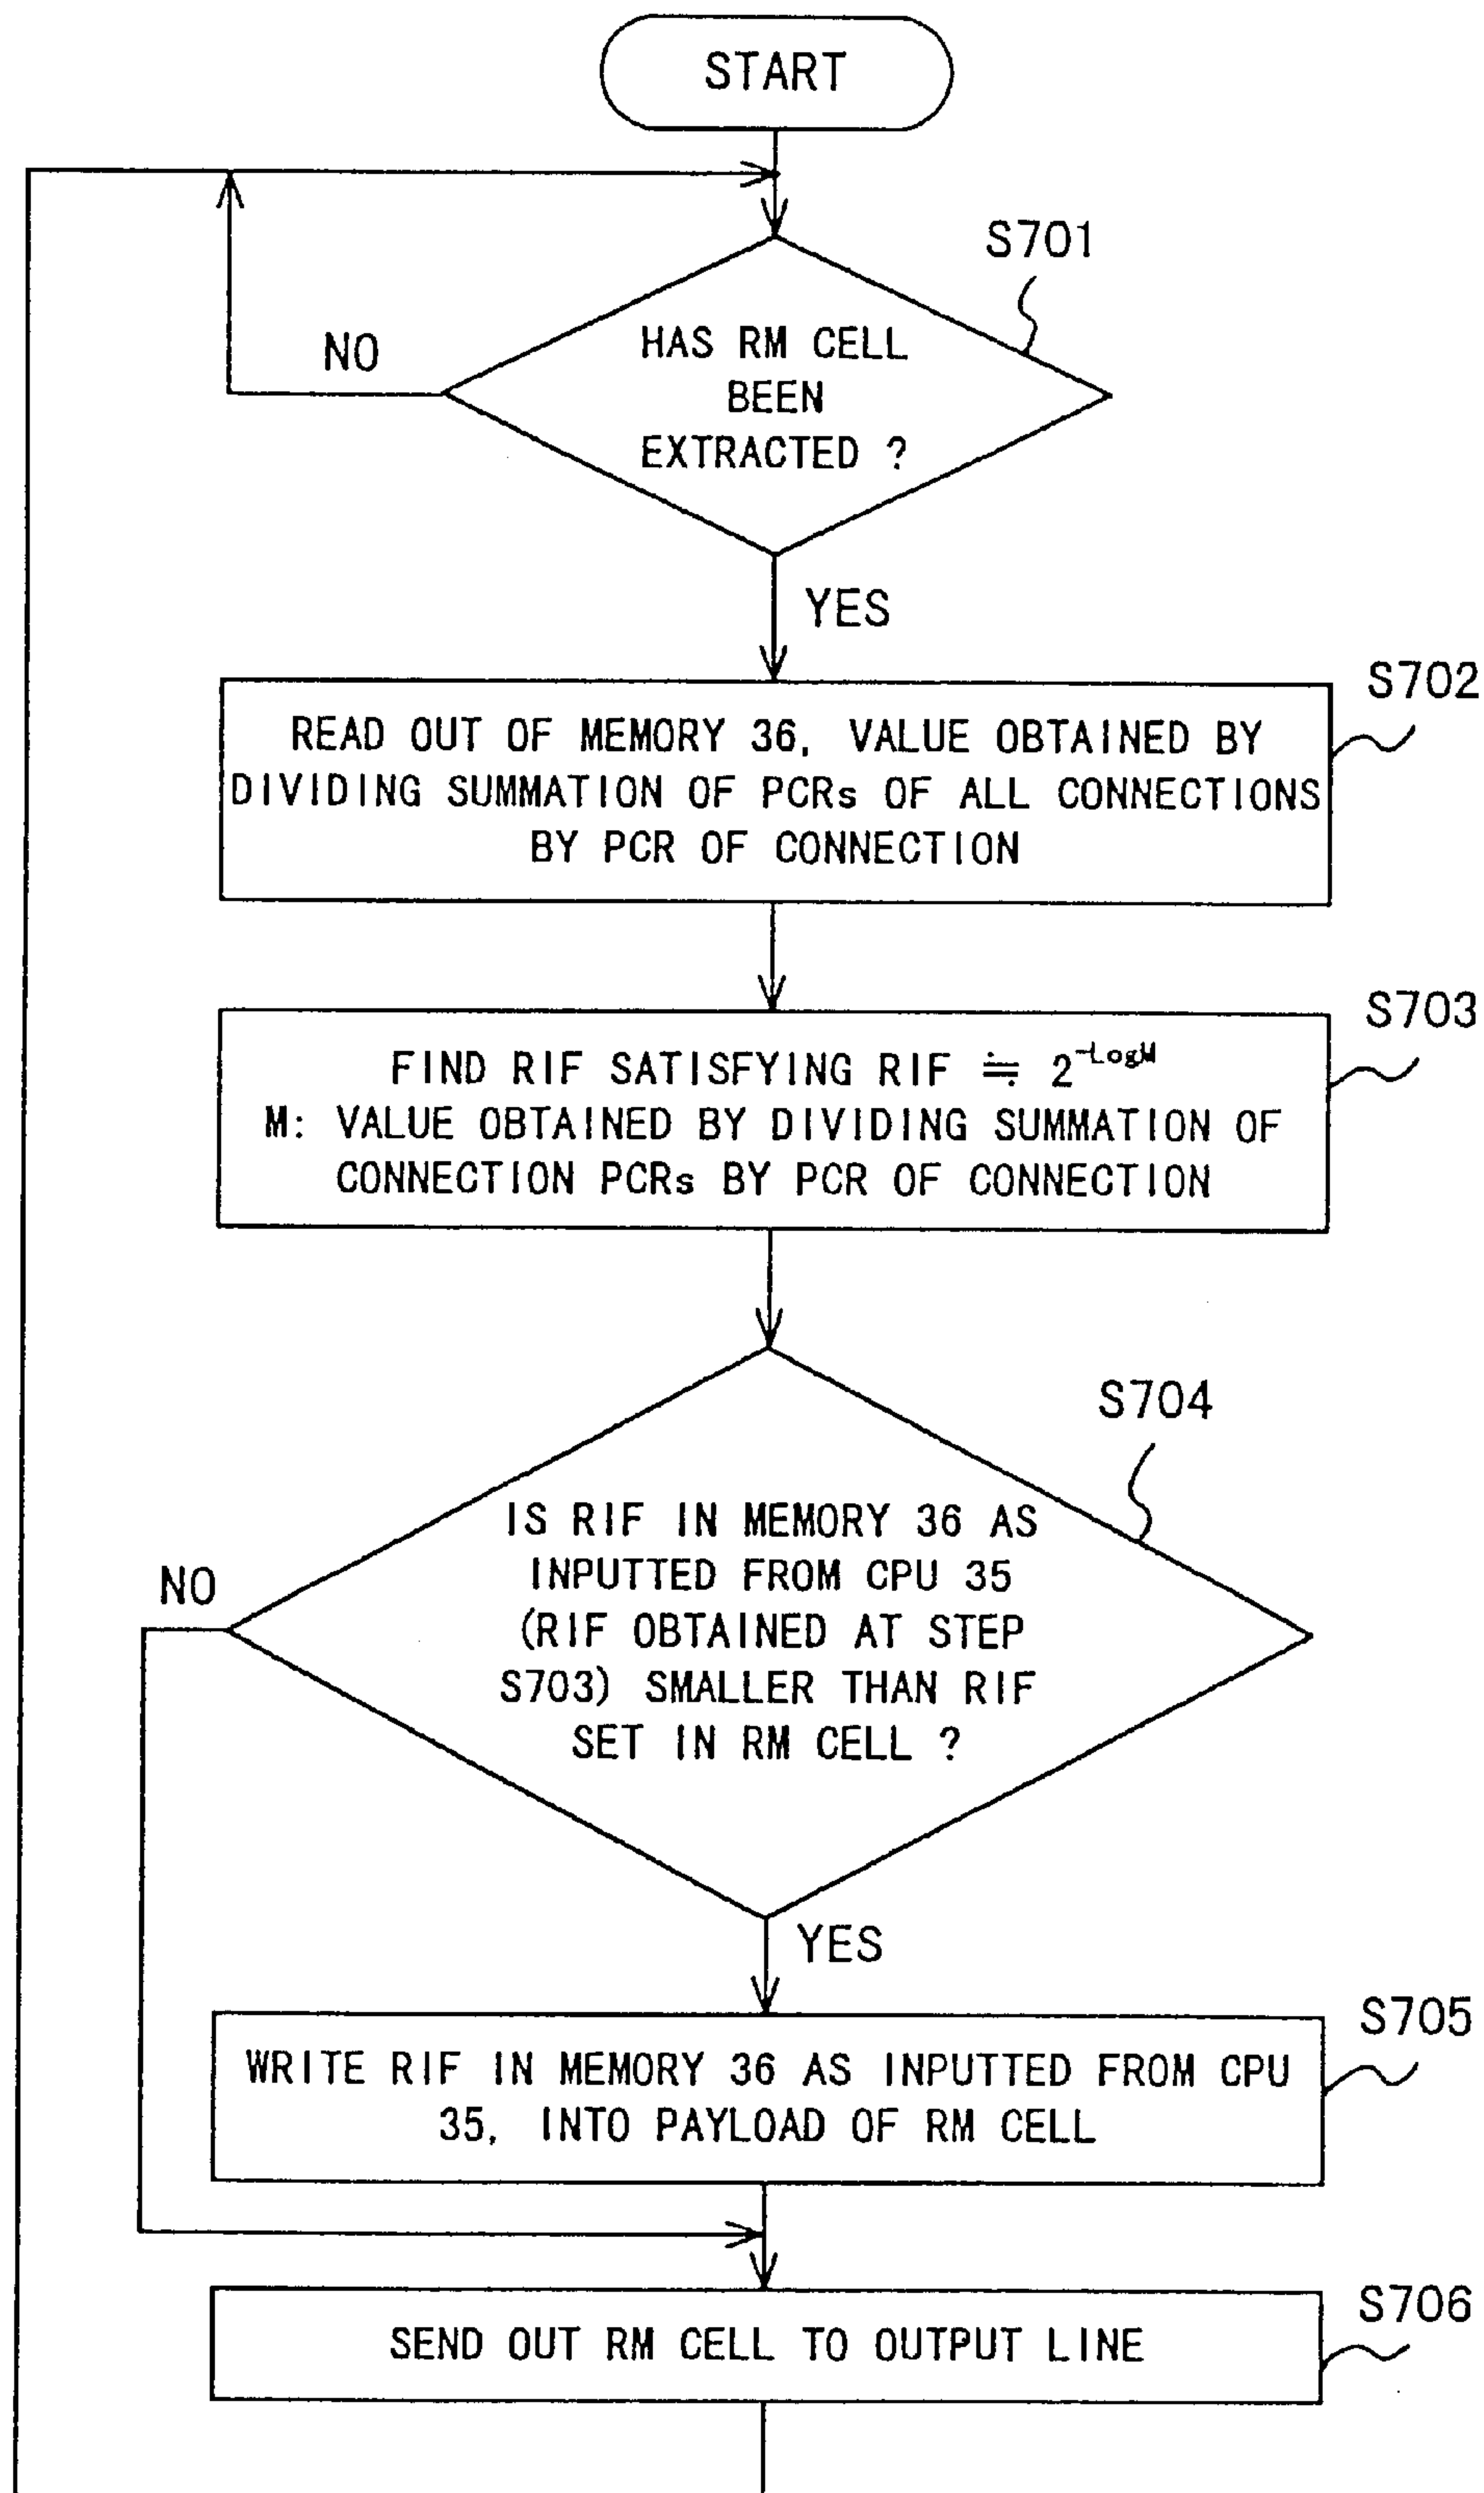 START
S701
NO
HAS RM CELL
BEEN
EXTRACTED ?
YES
S702
READ OUT OF MEMORY 36, VALUE OBTAINED BY
DIVIDING SUMMATION OF PCRs OF ALL CONNECTIONS
BY PCR OF CONNECTION
S703
FIND RIF SATISFYING RIF ≒ 2^-LogM
M: VALUE OBTAINED BY DIVIDING SUMMATION OF
CONNECTION PCRs BY PCR OF CONNECTION
S704
IS RIF IN MEMORY 36 AS
INPUTTED FROM CPU 35
(RIF OBTAINED AT STEP
S703) SMALLER THAN RIF
SET IN RM CELL ?
NO
YES
S705
WRITE RIF IN MEMORY 36 AS INPUTTED FROM CPU
35, INTO PAYLOAD OF RM CELL
S706
SEND OUT RM CELL TO OUTPUT LINE